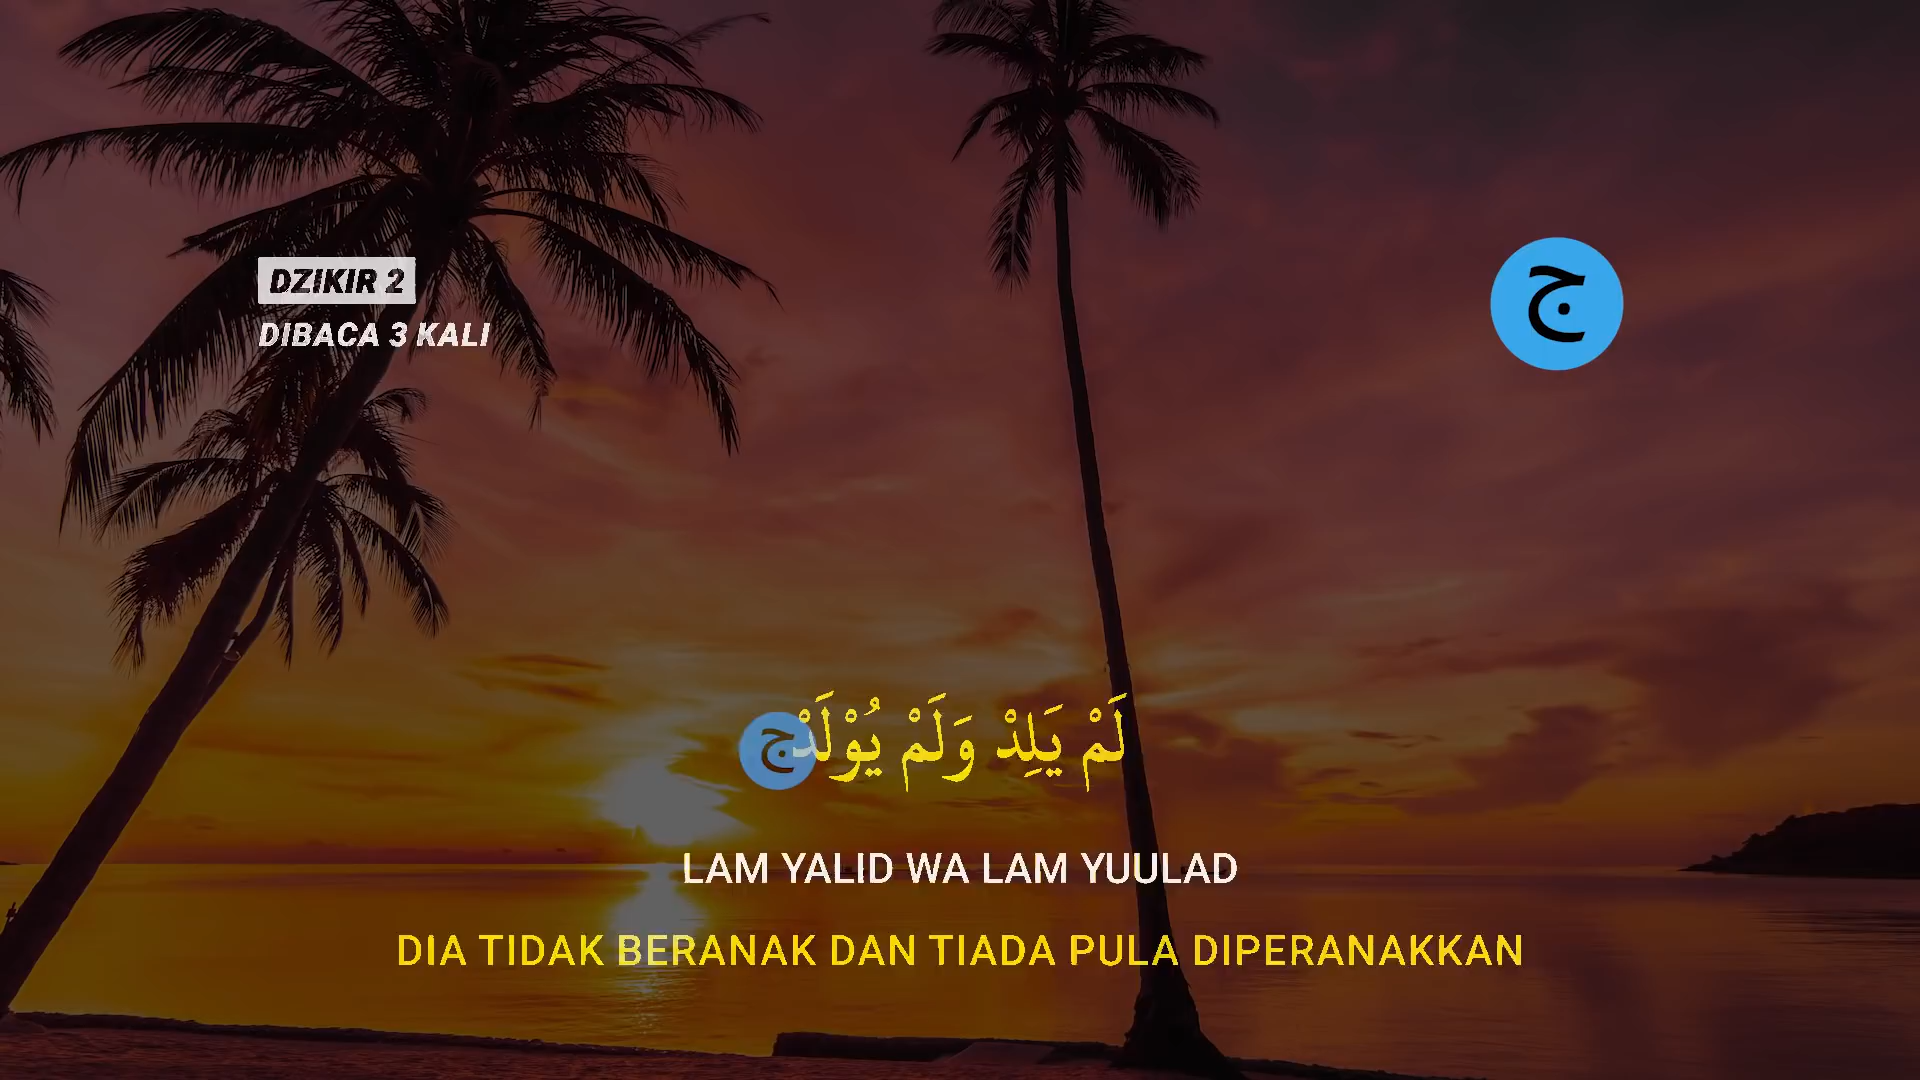 DZIKIR 2
DIBACA 3 KALI
ج
لَمْ يَلِدْ وَلَمْ يُوْلَدْ ج
LAM YALID WA LAM YUULAD
DIA TIDAK BERANAK DAN TIADA PULA DIPERANAKKAN